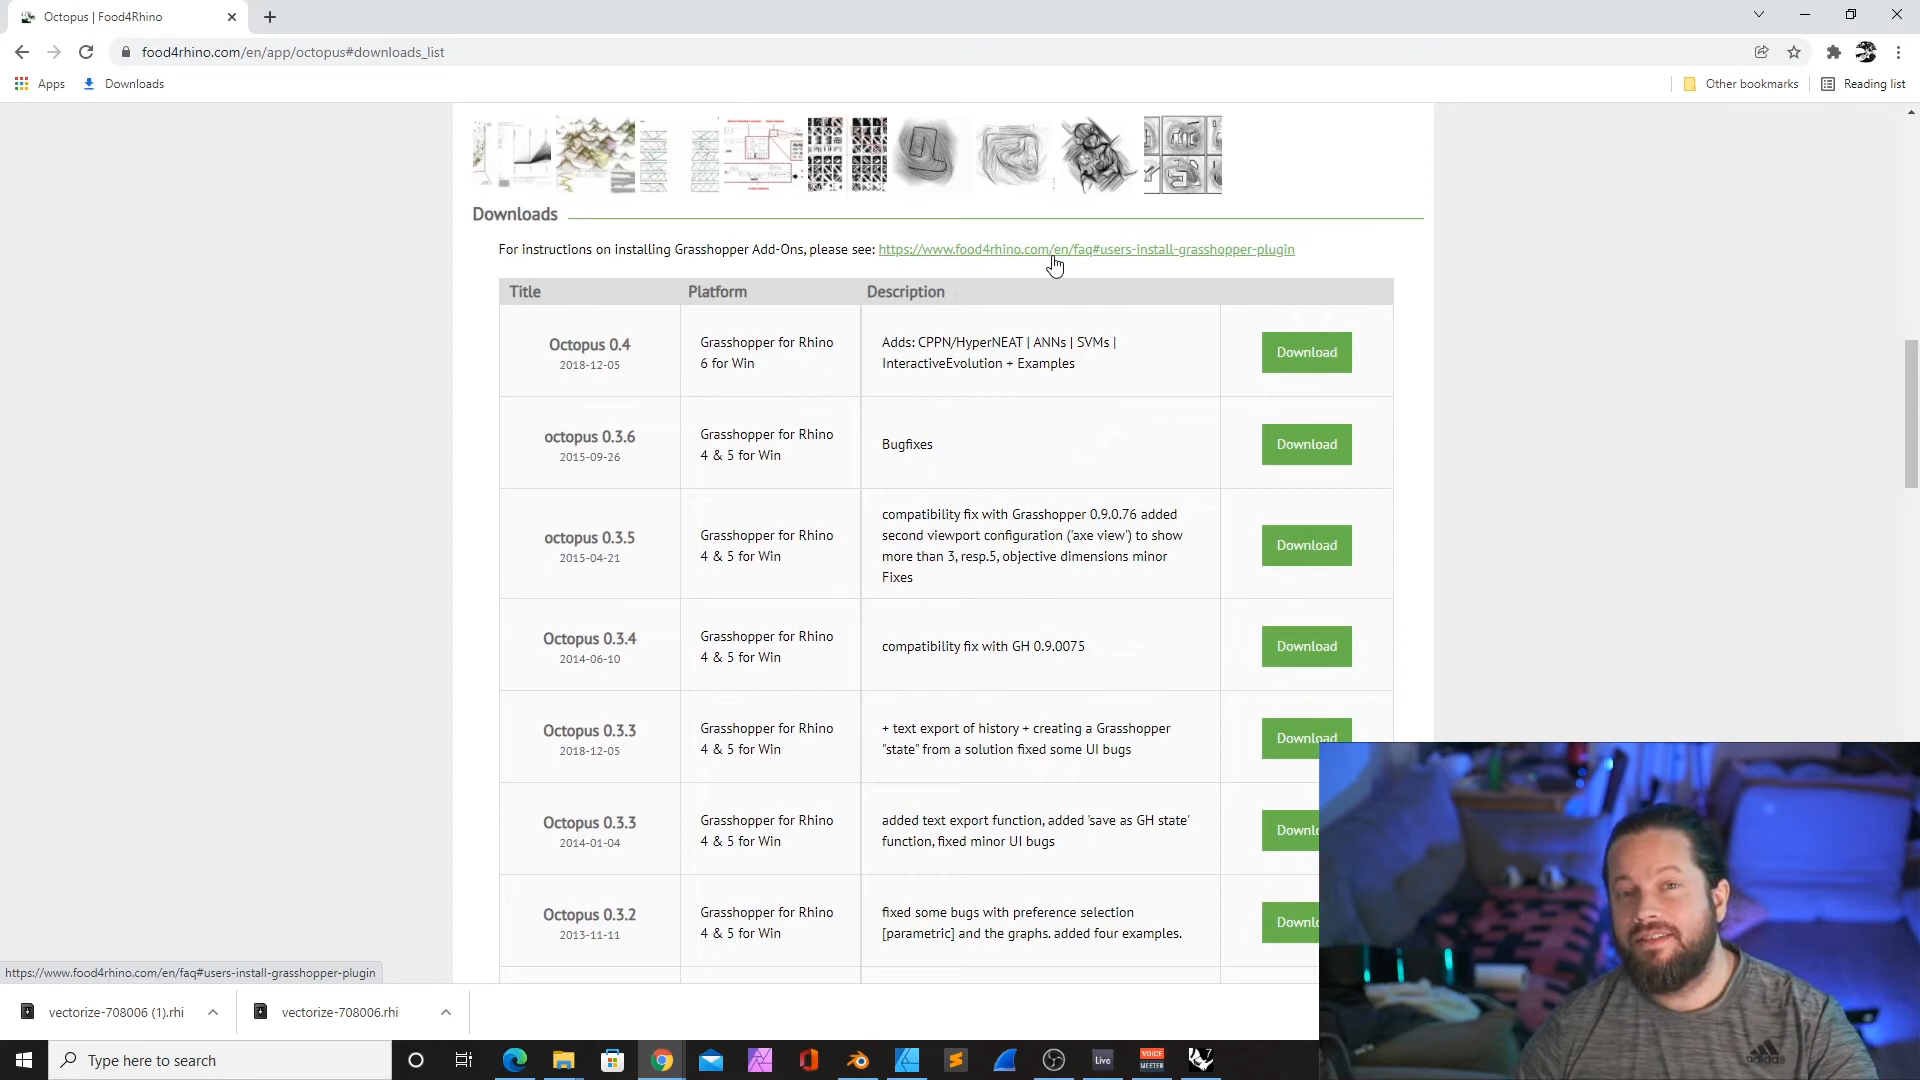 Octopus | Food4Rhino
food4rhino.com/en/app/octopus#downloads_list
Apps
Downloads
Other bookmarks
Reading list
Downloads
For instructions on installing Grasshopper Add-Ons, please see: https://www.food4rhino.com/en/faq#users-install-grasshopper-plugin
Title Platform Description
Octopus 0.4
2018-12-05
Grasshopper for Rhino
6 for Win
Adds: CPPN/HyperNEAT | ANNs | SVMs |
InteractiveEvolution + Examples
Download
octopus 0.3.6
2015-09-26
Grasshopper for Rhino
4 & 5 for Win
Bugfixes
Download
octopus 0.3.5
2015-04-21
Grasshopper for Rhino
4 & 5 for Win
compatibility fix with Grasshopper 0.9.0.76 added
second viewport configuration ('axe view') to show
more than 3, resp.5, objective dimensions minor
Fixes
Download
Octopus 0.3.4
2014-06-10
Grasshopper for Rhino
4 & 5 for Win
compatibility fix with GH 0.9.0075
Download
Octopus 0.3.3
2018-12-05
Grasshopper for Rhino
4 & 5 for Win
+ text export of history + creating a Grasshopper
"state" from a solution fixed some UI bugs
Download
Octopus 0.3.3
2014-01-04
Grasshopper for Rhino
4 & 5 for Win
added text export function, added 'save as GH state'
function, fixed minor UI bugs
Downl
Octopus 0.3.2
2013-11-11
Grasshopper for Rhino
4 & 5 for Win
fixed some bugs with preference selection
[parametric] and the graphs. added four examples.
Downl
https://www.food4rhino.com/en/faq#users-install-grasshopper-plugin
vectorize-708006 (1).rhi
vectorize-708006.rhi
Type here to search
Live
VOICE
MEETER
7
adidas